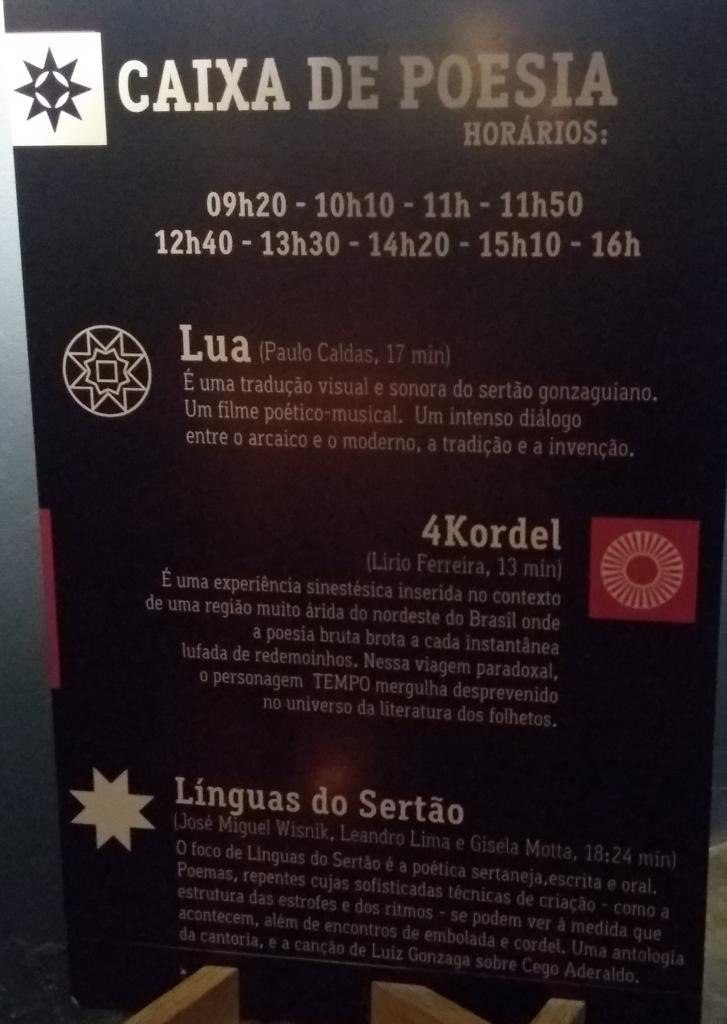 CAIXA DE POESIA
HORÁRIOS:
09h20 - 10h10 - 11h - 11h50
12h40 - 13h30 - 14h20 - 15h10 - 16h
Lua (Paulo Caldas, 17 min)
É uma tradução visual e sonora do sertão gonzaguiano.
Um filme poético-musical. Um intenso diálogo
entre o arcaico e o moderno, a tradição e a invenção.
4Kordel
(Lírio Ferreira, 13 min)
É uma experiência sinestésica inserida no contexto
de uma região muito árida do nordeste do Brasil onde
a poesia bruta brota a cada instantânea
lufada de redemoinhos. Nessa viagem paradoxal,
o personagem TEMPO mergulha desprevenido
no universo da literatura dos folhetos.
Línguas do Sertão
(José Miguel Wisnik, Leandro Lima e Gisela Motta, 18:24 min)
O foco de Línguas do Sertão é a poética sertaneja,escrita e oral.
Poemas, repentes cujas sofisticadas técnicas de criação - como a
estrutura das estrofes e dos ritmos - se podem ver à medida que
acontecem, além de encontros de embolada e cordel. Uma antologia
da cantoria, e a canção de Luiz Gonzaga sobre Cego Aderaldo.